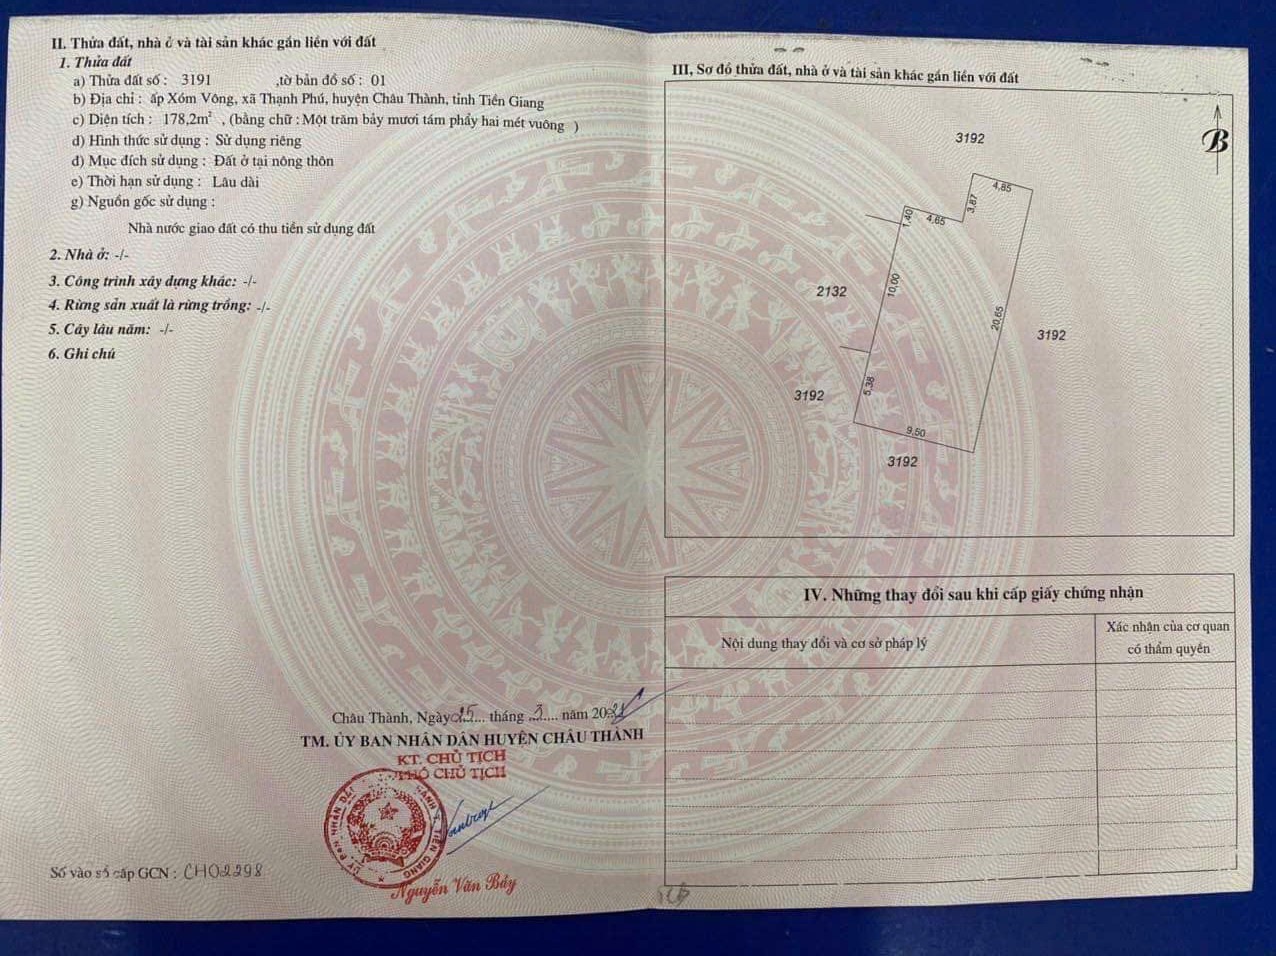 II. Thửa đất, nhà ở và tài sản khác gắn liền với đất
1. Thửa đất
a) Thửa đất số : 3191 ,tờ bản đồ số : 01
b) Địa chỉ : ấp Xóm Vông, xã Thạnh Phú, huyện Châu Thành, tỉnh Tiền Giang
c) Diện tích : 178,2m² , (bằng chữ : Một trăm bảy mươi tám phẩy hai mét vuông )
d) Hình thức sử dụng : Sử dụng riêng
đ) Mục đích sử dụng : Đất ở tại nông thôn
e) Thời hạn sử dụng : Lâu dài
g) Nguồn gốc sử dụng :
Nhà nước giao đất có thu tiền sử dụng đất
2. Nhà ở: -/-
3. Công trình xây dựng khác: -/-
4. Rừng sản xuất là rừng trồng: -/-
5. Cây lâu năm: -/-
6. Ghi chú
Châu Thành, Ngày 25 tháng 3 năm 20
TM. ỦY BAN NHÂN DÂN HUYỆN CHÂU THÀNH
KT. CHỦ TỊCH
PHÓ CHỦ TỊCH
ỦY BAN NHÂN DÂN
T. TIỀN GIANG
Nguyễn Văn Bảy
Số vào sổ cấp GCN : CH02298
III, Sơ đồ thửa đất, nhà ở và tài sản khác gắn liền với đất
B
3192
4,85
3,87
4,65
1,40
10,00
2132
20,65
3192
5,38
3192
9,50
3192
IV. Những thay đổi sau khi cấp giấy chứng nhận
Nội dung thay đổi và cơ sở pháp lý
Xác nhận của cơ quan
có thẩm quyền